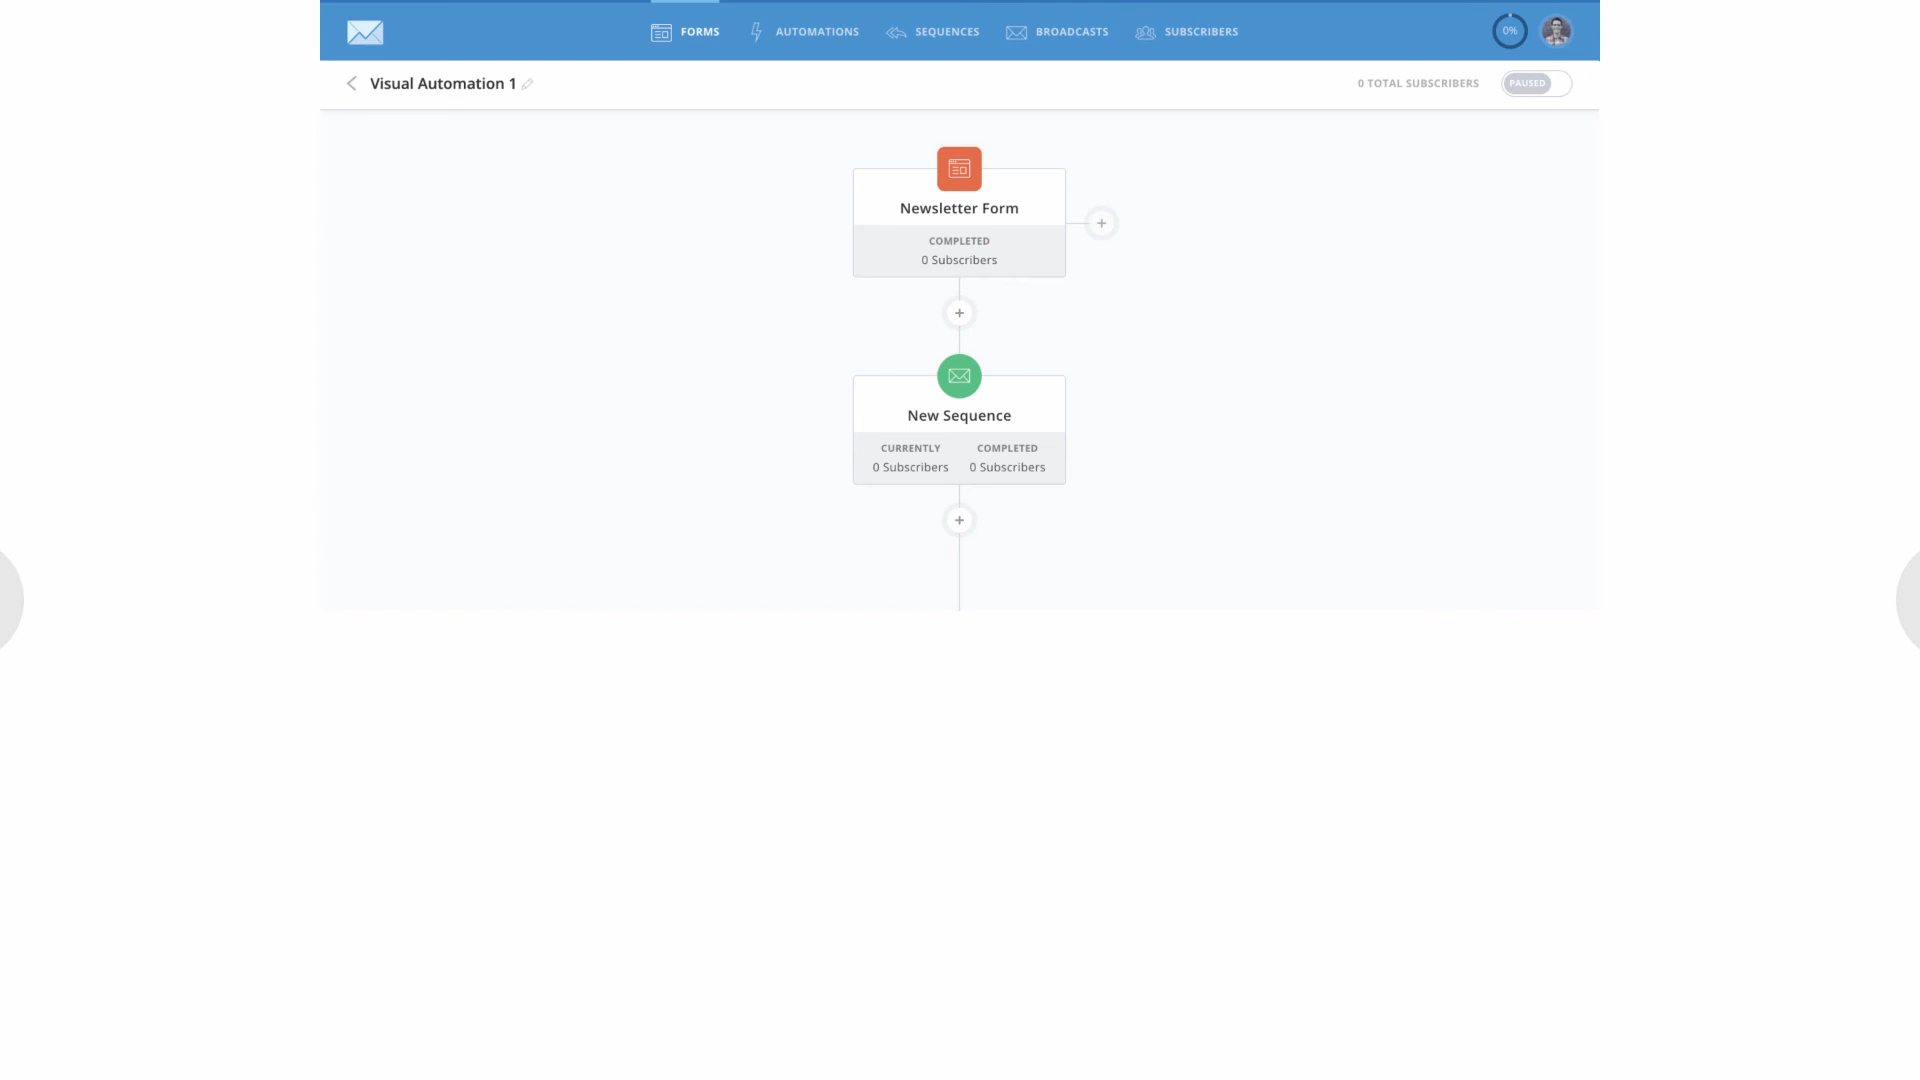 FORMS AUTOMATIONS SEQUENCES BROADCASTS SUBSCRIBERS 0%
Visual Automation 1 0 TOTAL SUBSCRIBERS PAUSED
Newsletter Form
COMPLETED
0 Subscribers
+
+
New Sequence
CURRENTLY COMPLETED
0 Subscribers 0 Subscribers
+